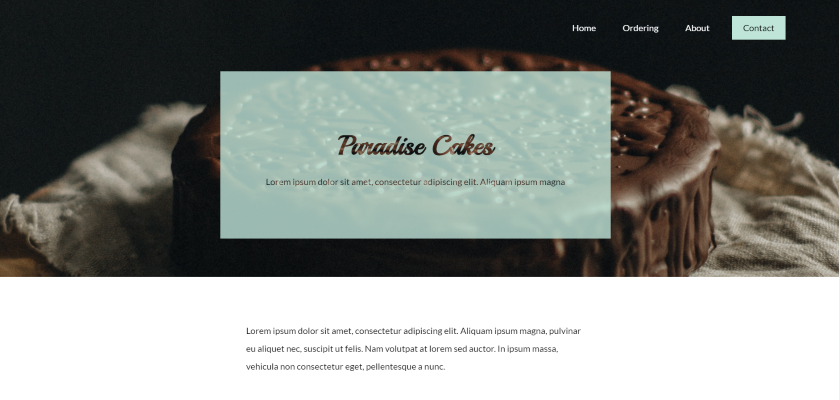 Home Ordering About Contact
Paradise Cakes
Lorem ipsum dolor sit amet, consectetur adipiscing elit. Aliquam ipsum magna
Lorem ipsum dolor sit amet, consectetur adipiscing elit. Aliquam ipsum magna, pulvinar
eu aliquet nec, suscipit ut felis. Nam volutpat at lorem sed auctor. In ipsum massa,
vehicula non consectetur eget, pellentesque a nunc.